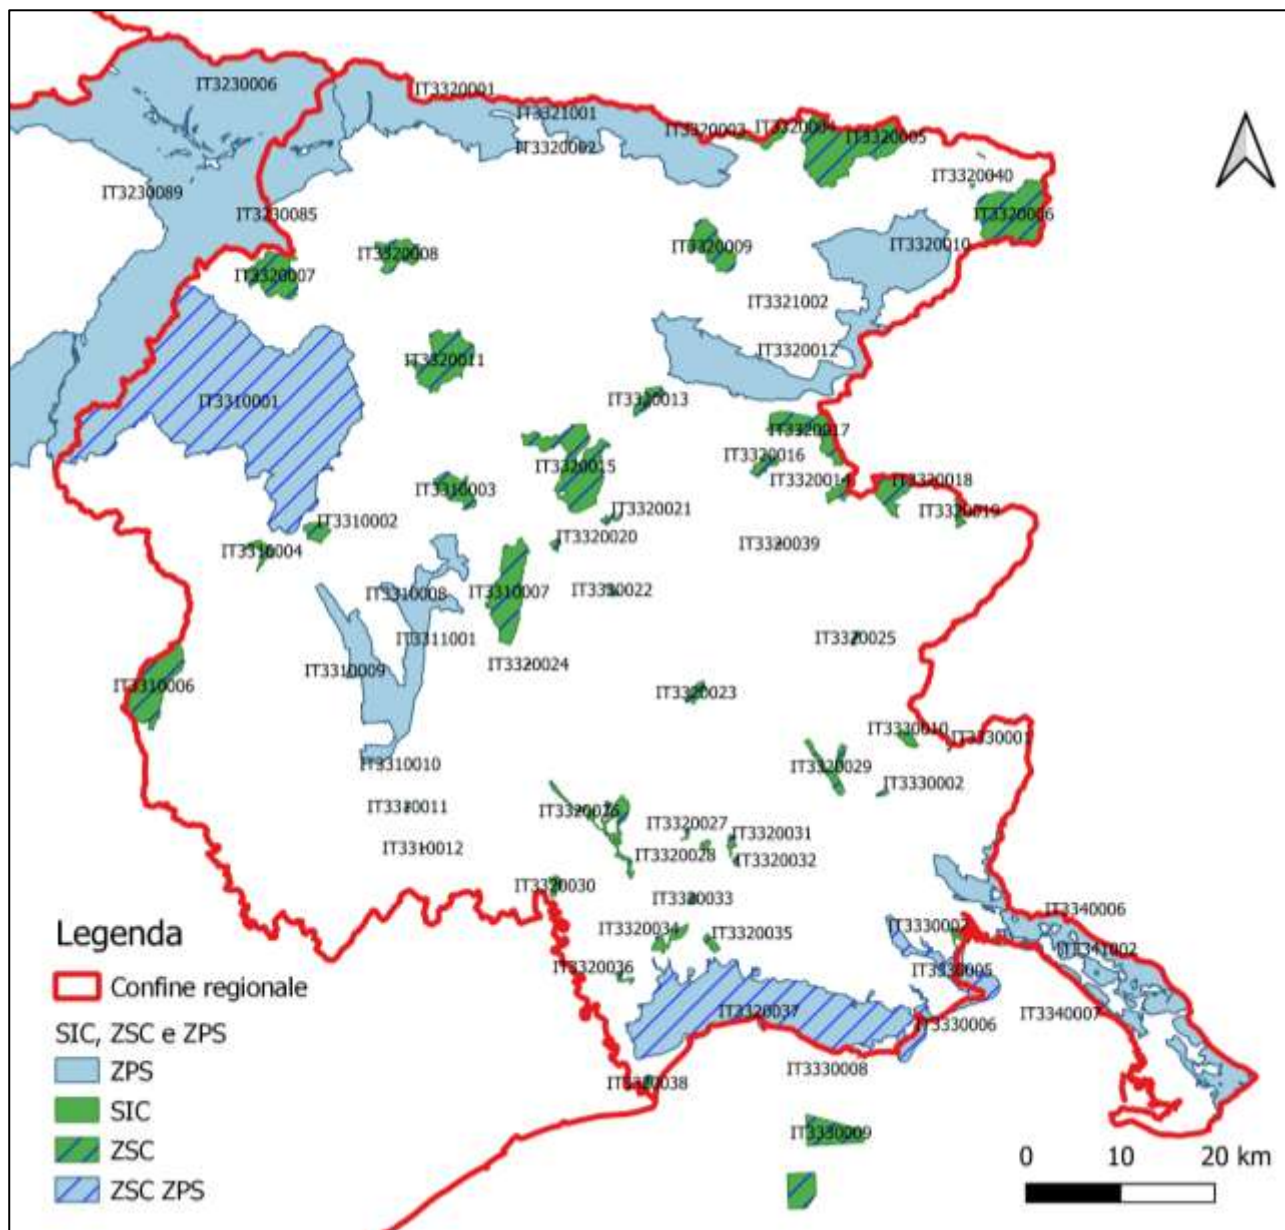 IT3230006
IT3320001
IT3321001
IT3320002
IT3320003
IT3320004
IT3320005
IT3320040
IT3320006
IT3230089
IT3230085
IT3320008
IT3320009
IT3320010
IT3320007
IT3321002
IT3320012
IT3320011
IT3310001
IT3320013
IT3320017
IT3320016
IT3320015
IT3320014
IT3320018
IT3310003
IT3320021
IT3320019
IT3310002
IT3320020
IT3320039
IT3310004
IT3310008
IT3310007
IT3320022
IT3311001
IT3320025
IT3310009
IT3320024
IT3310006
IT3320023
IT3330010
IT3330001
IT3310010
IT3320029
IT3330002
IT3310011
IT3320026
IT3320027
IT3320031
IT3310012
IT3320028
IT3320032
IT3320030
IT3320033
IT3340006
IT3320034
IT3320035
IT3330007
IT3341002
IT3320036
IT3330005
IT3320037
IT3330006
IT3340007
IT3330008
IT3320038
IT3330009
Legenda
Confine regionale
SIC, ZSC e ZPS
ZPS
SIC
ZSC
ZSC ZPS
0 10 20 km